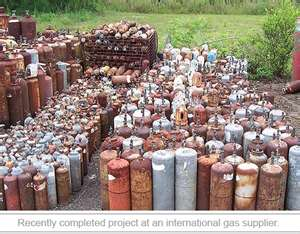 Recently completed project at an international gas supplier